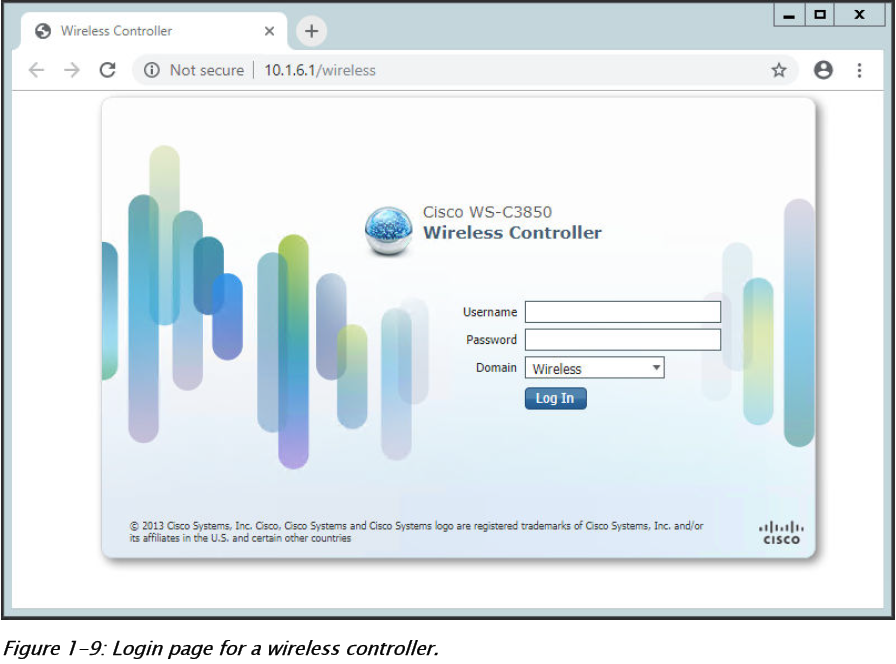 Wireless Controller
Not secure 10.1.6.1/wireless
Cisco WS-C3850
Wireless Controller
Username
Password
Domain Wireless
Log In
© 2013 Cisco Systems, Inc. Cisco, Cisco Systems and Cisco Systems logo are registered trademarks of Cisco Systems, Inc. and/or
its affiliates in the U.S. and certain other countries
CISCO
Figure 1-9: Login page for a wireless controller.